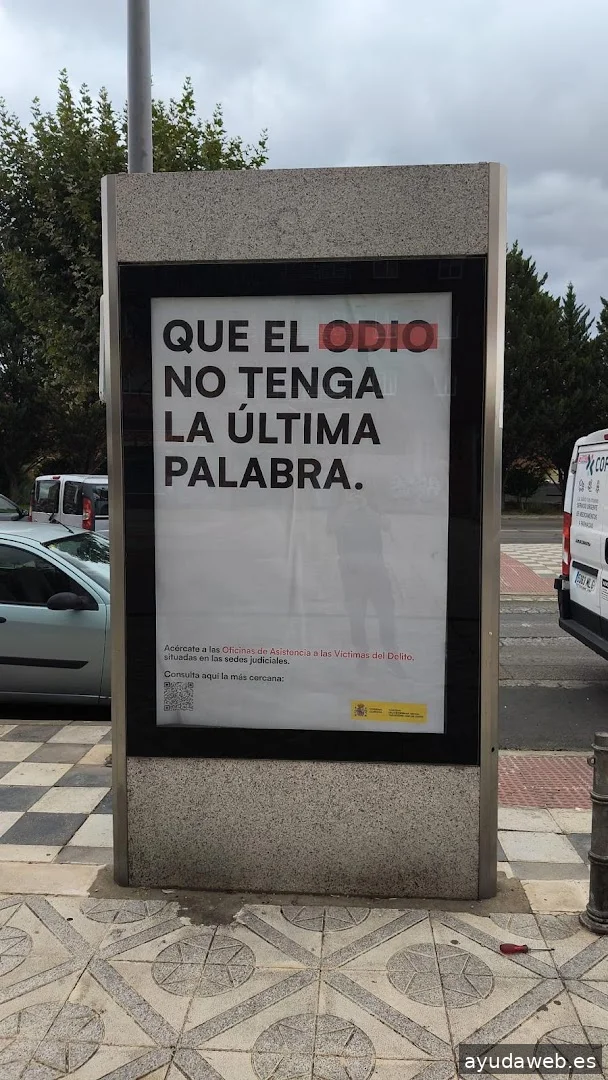 QUE EL ODIO
NO TENGA
LA ÚLTIMA
PALABRA.
Acércate a las Oficinas de Asistencia a las Víctimas del Delito,
situadas en las sedes judiciales.
Consulta aquí la más cercana:
ayudaweb.es